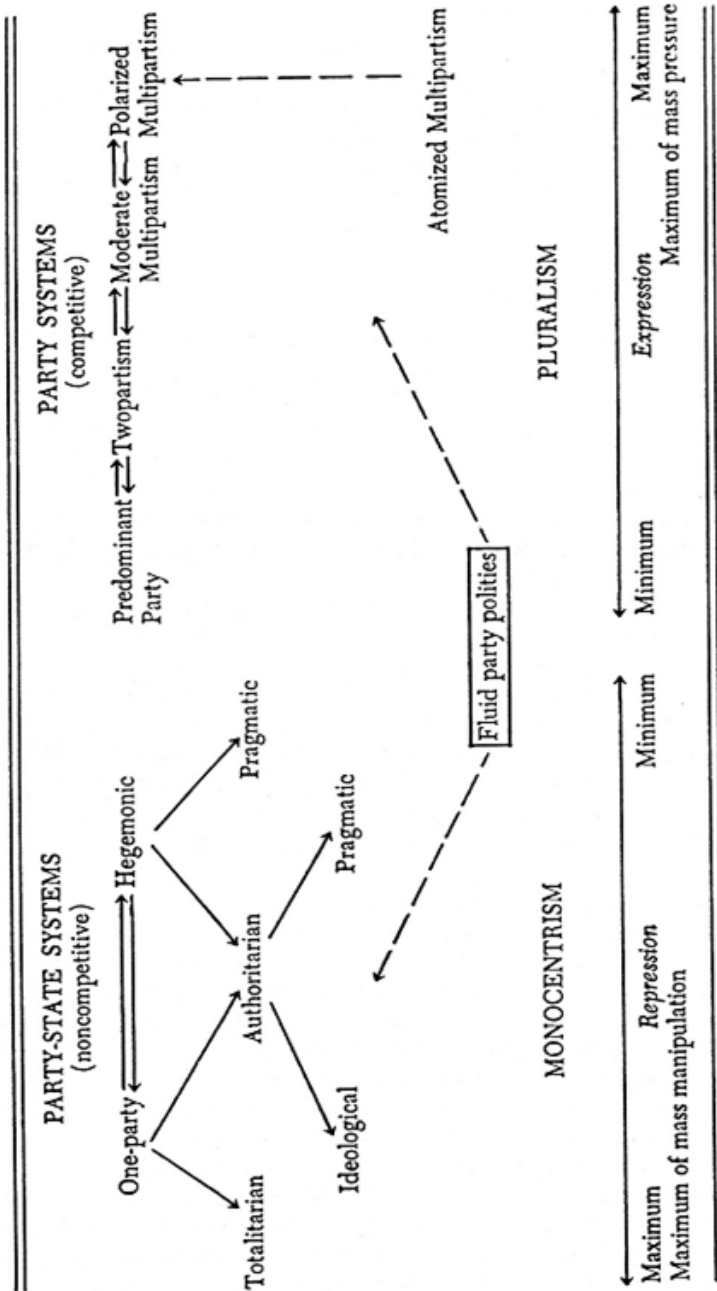 PARTY-STATE SYSTEMS
(noncompetitive)
One-party
Hegemonic
Totalitarian
Authoritarian
Pragmatic
Ideological
Pragmatic
PARTY SYSTEMS
(competitive)
Predominant
Party
Twopartism
Moderate
Multipartism
Polarized
Multipartism
Atomized Multipartism
Fluid party polities
MONOCENTRISM
PLURALISM
Maximum
Repression
Minimum
Maximum of mass manipulation
Minimum
Expression
Maximum
Maximum of mass pressure